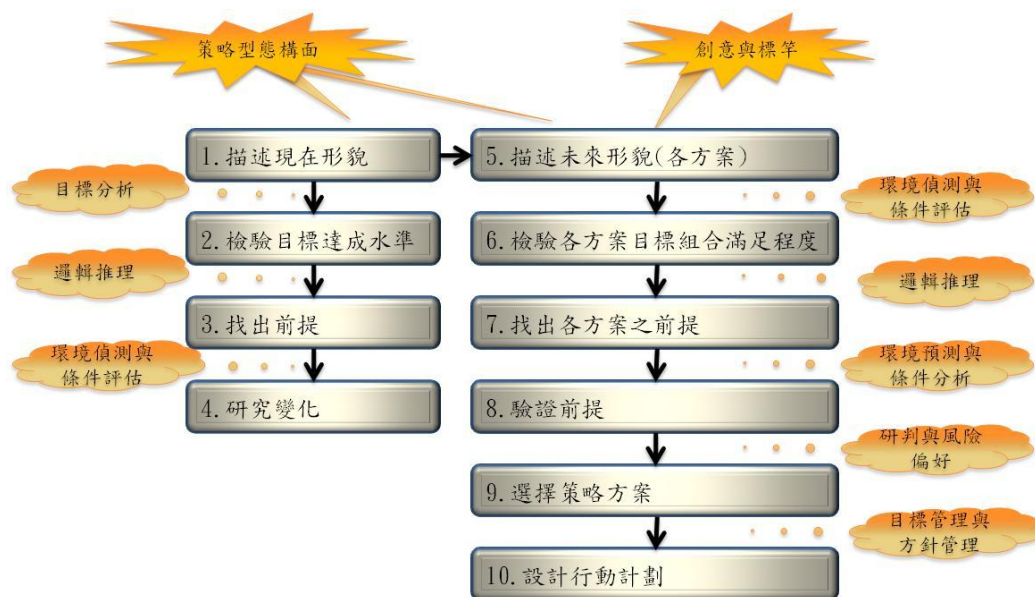 策略型態構面
創意與標竿
1.描述現在形貌
5.描述未來形貌(各方案)
目標分析
環境偵測與
條件評估
2.檢驗目標達成水準
6.檢驗各方案目標組合滿足程度
邏輯推理
邏輯推理
3.找出前提
7.找出各方案之前提
環境偵測與
條件評估
環境預測與
條件分析
4.研究變化
8.驗證前提
研判與風險
偏好
9.選擇策略方案
目標管理與
方針管理
10.設計行動計劃